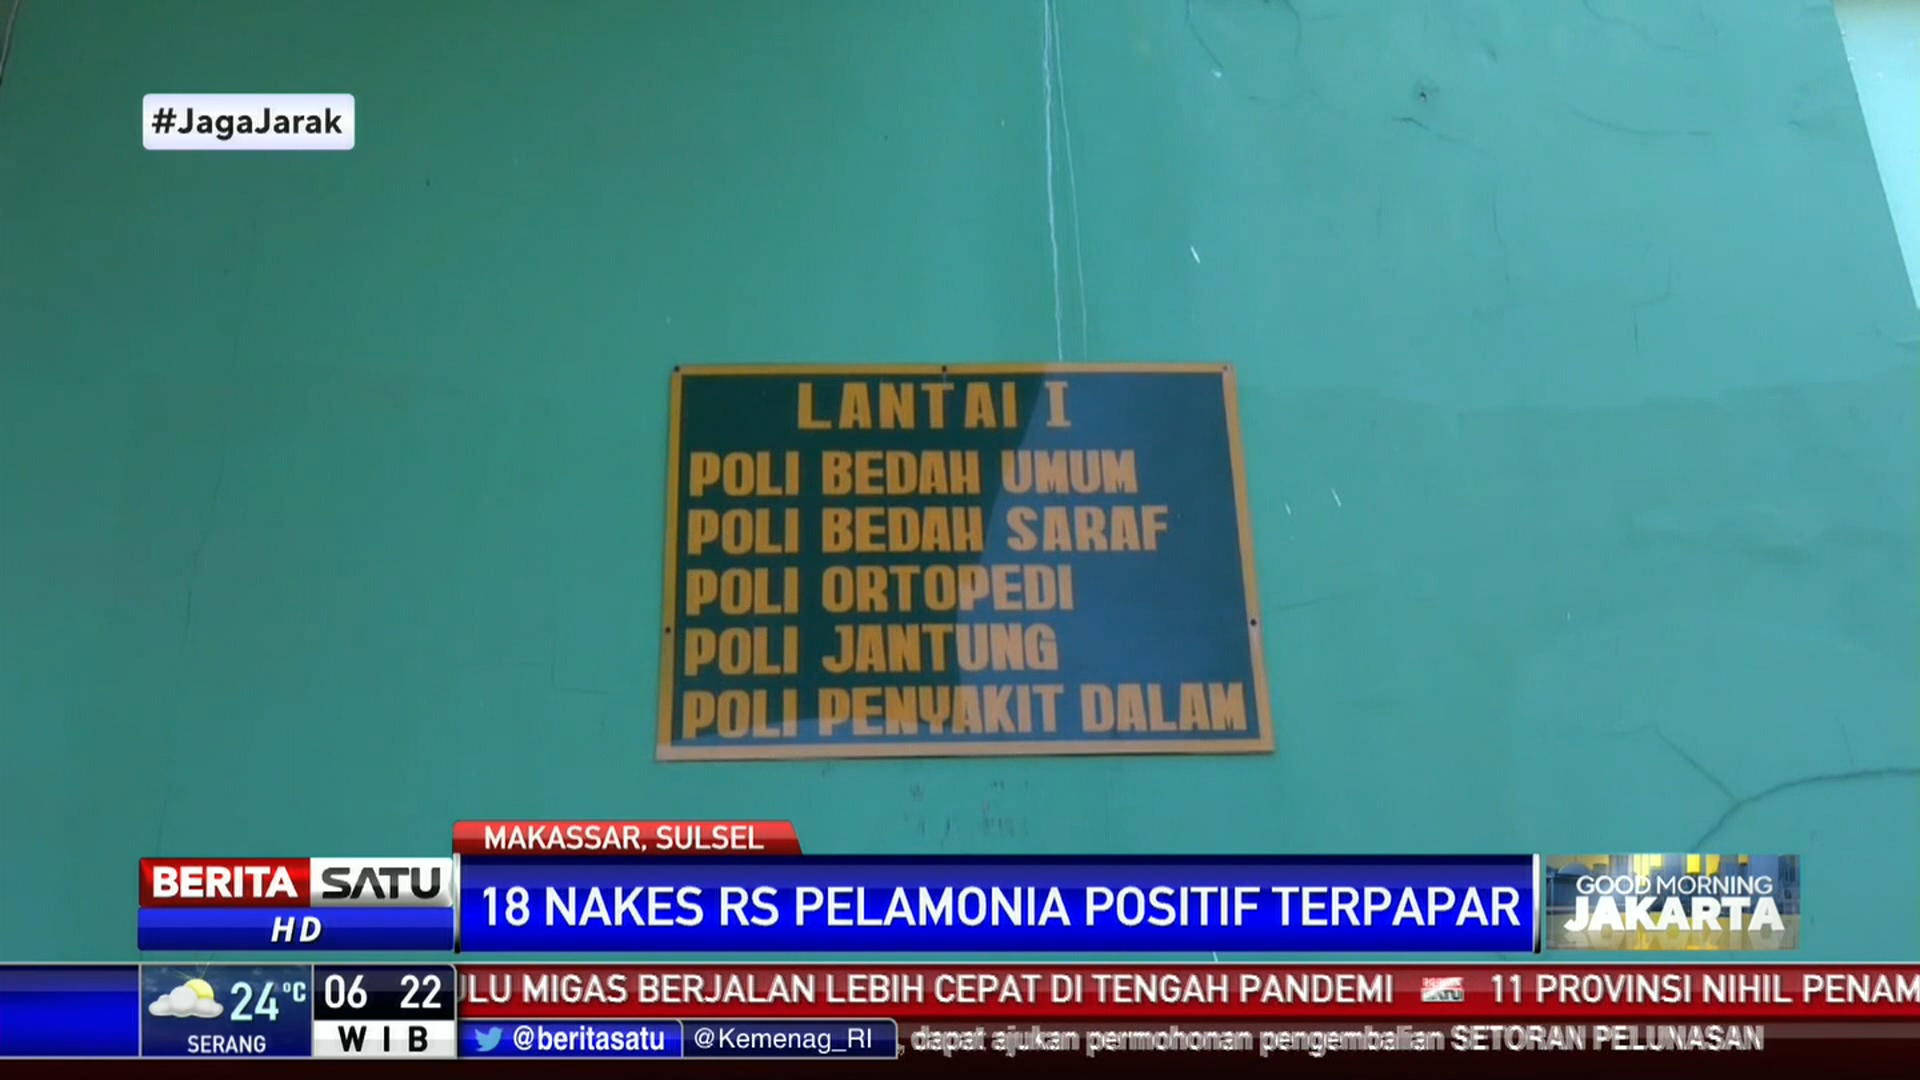 #JagaJarak
LANTAI I
POLI BEDAH UMUM
POLI BEDAH SARAF
POLI ORTOPEDI
POLI JANTUNG
POLI PENYAKIT DALAM
MAKASSAR, SULSEL
BERITA SATU
HD
18 NAKES RS PELAMONIA POSITIF TERPAPAR
GOOD MORNING
JAKARTA
24°C
SERANG
06 22
WIB
ULU MIGAS BERJALAN LEBIH CEPAT DI TENGAH PANDEMI
11 PROVINSI NIHIL PENAM
@beritasatu
@Kemenag_RI
, dapat ajukan permohonan pengembalian SETORAN PELUNASAN